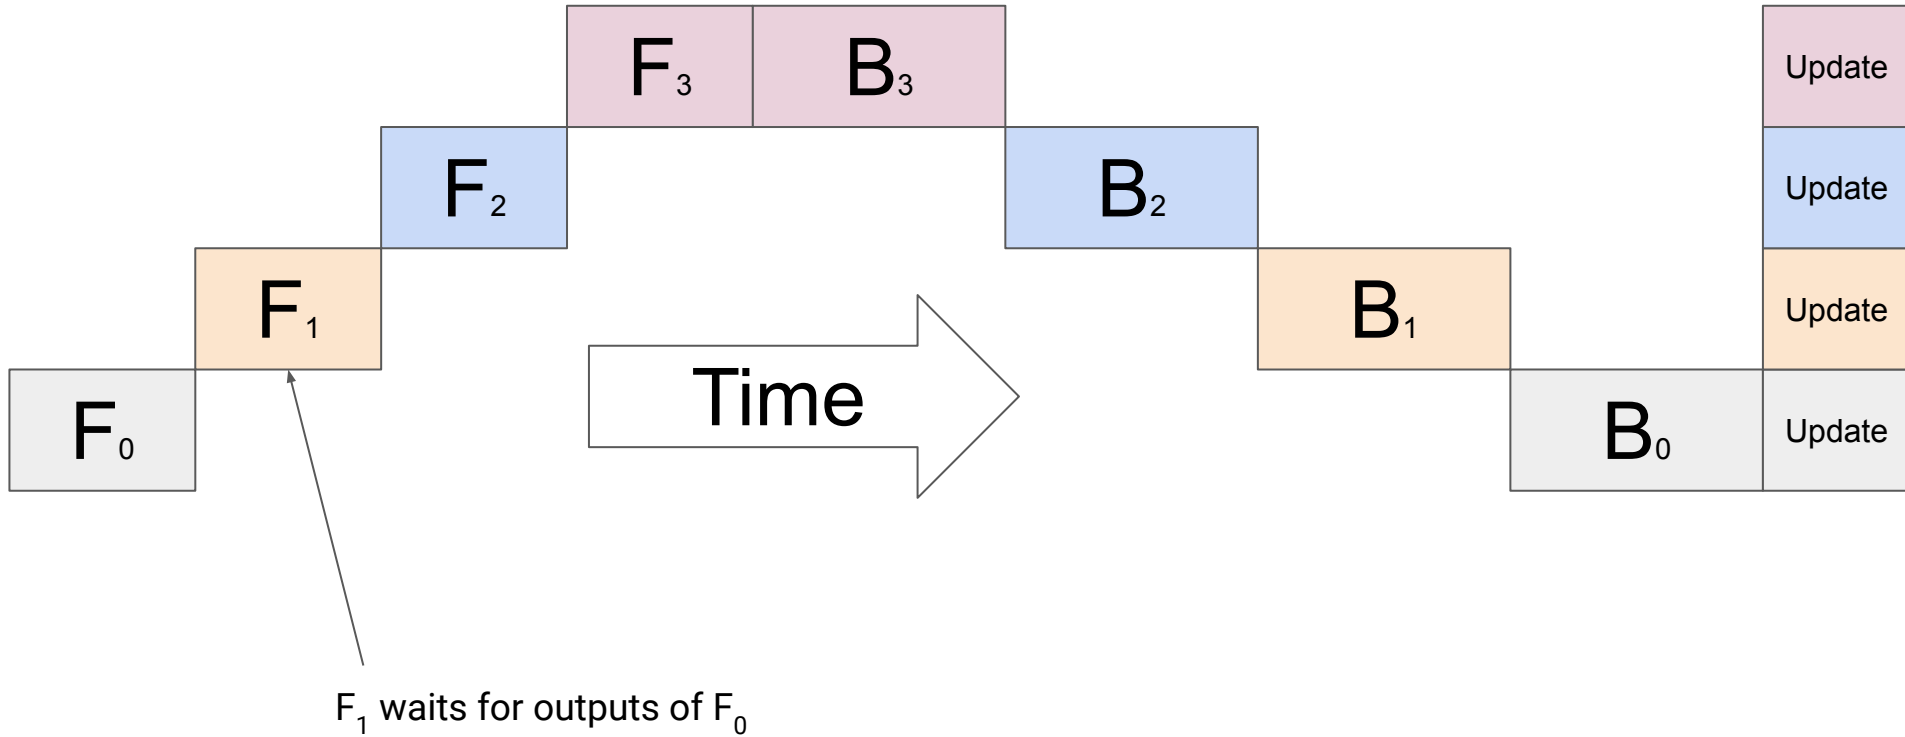 F₃ B₃ Update
F₂ B₂ Update
F₁ B₁ Update
Time
F₀ B₀ Update
F₁ waits for outputs of F₀